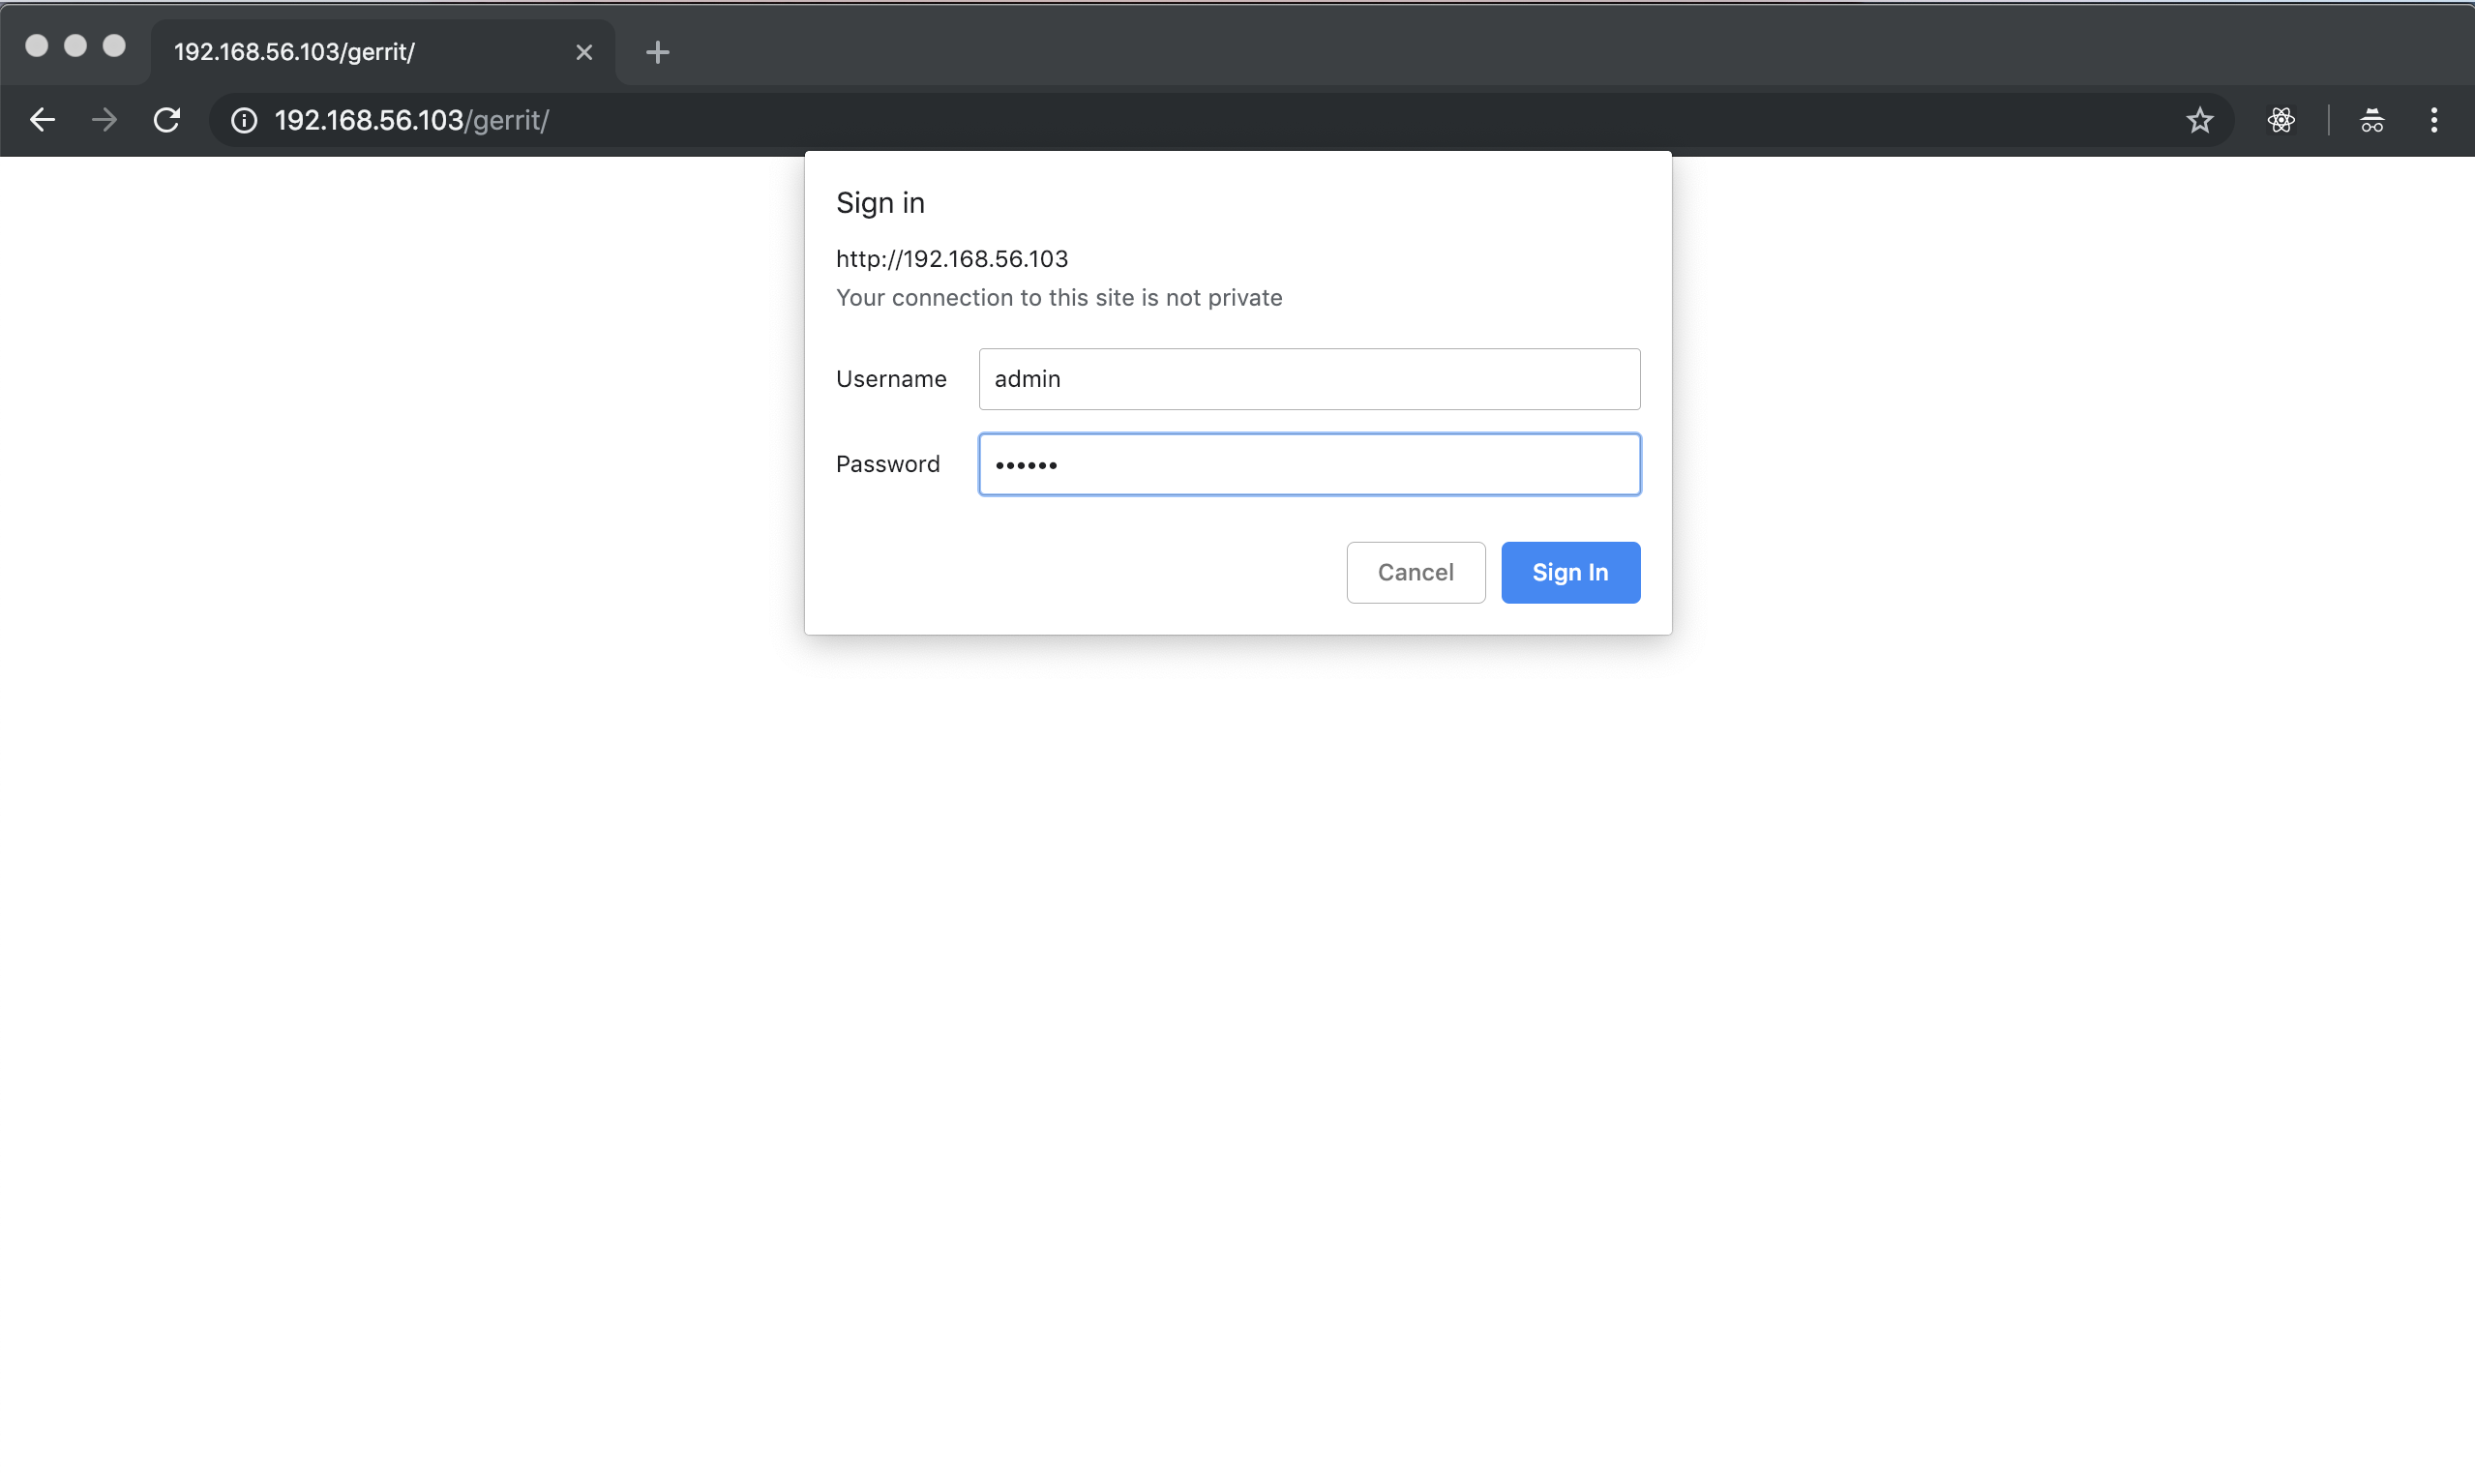 192.168.56.103/gerrit/
192.168.56.103/gerrit/
Sign in
http://192.168.56.103
Your connection to this site is not private
Username admin
Password ••••••
Cancel Sign In